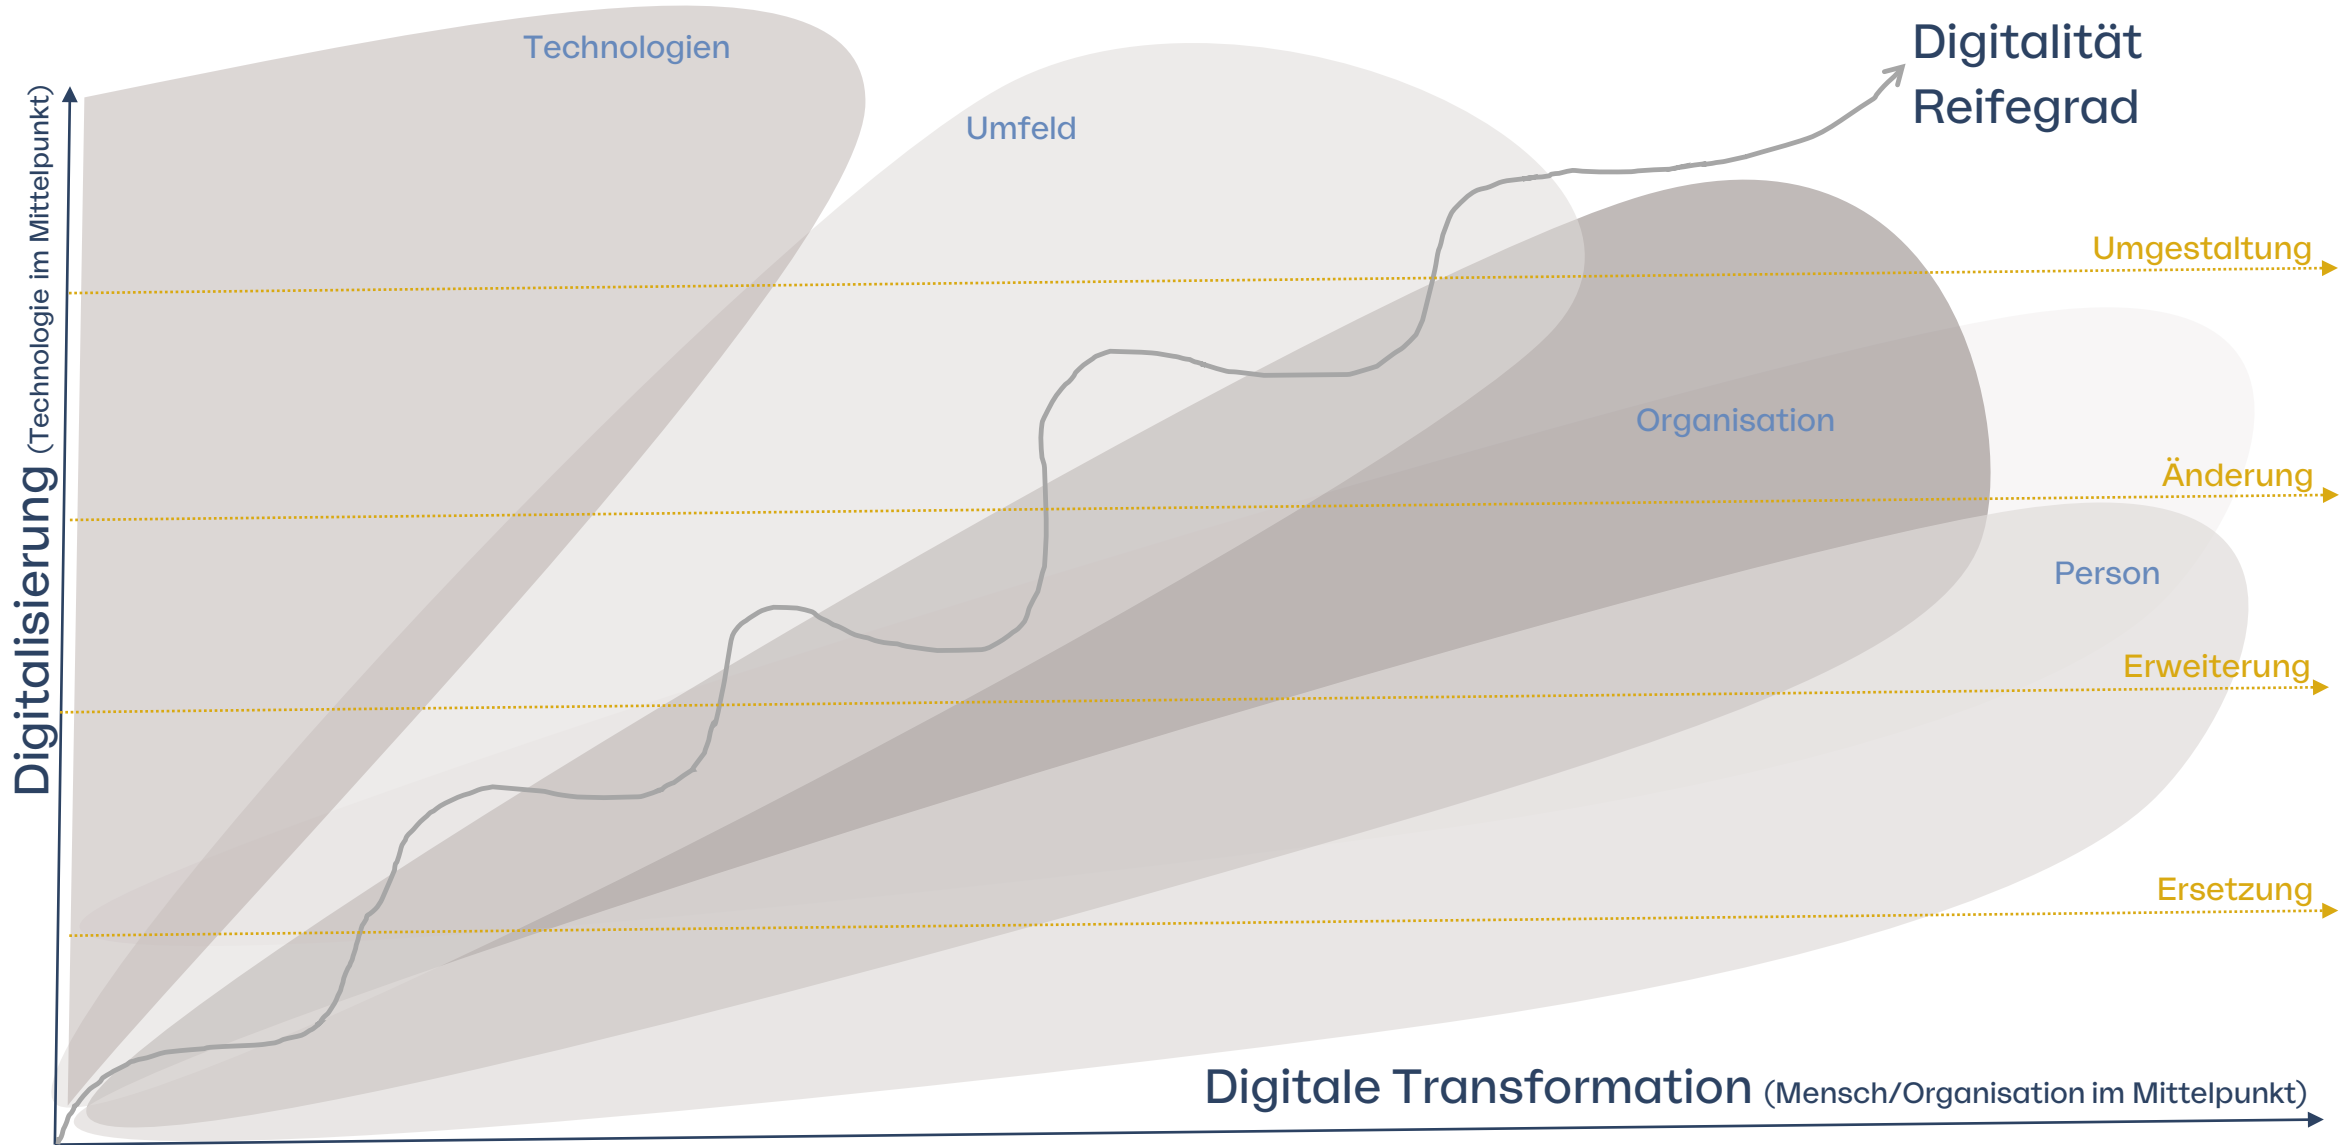 Technologien
Digitalität
Reifegrad
Umfeld
Umgestaltung
Organisation
Änderung
Person
Erweiterung
Ersetzung
Digitalisierung (Technologie im Mittelpunkt)
Digitale Transformation (Mensch/Organisation im Mittelpunkt)